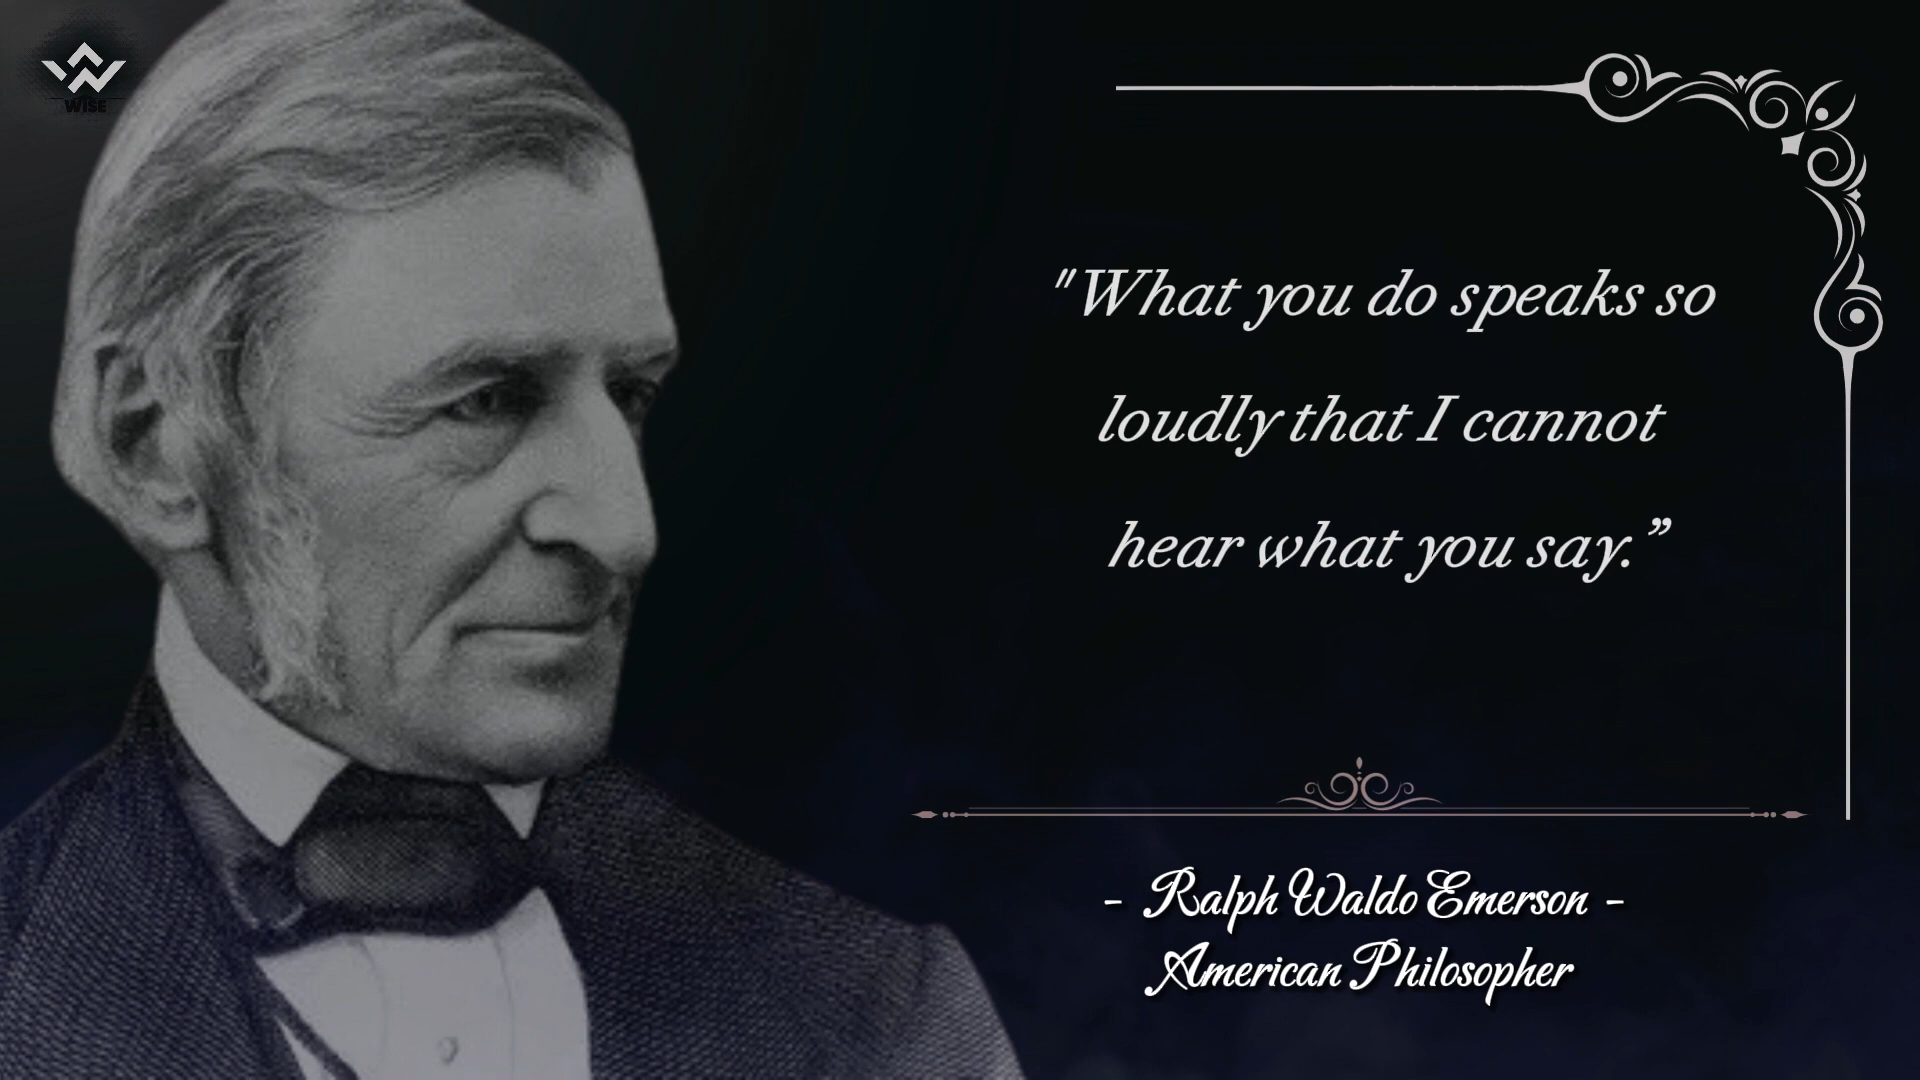 WISE
"What you do speaks so
loudly that I cannot
hear what you say.”
- Ralph Waldo Emerson -
American Philosopher